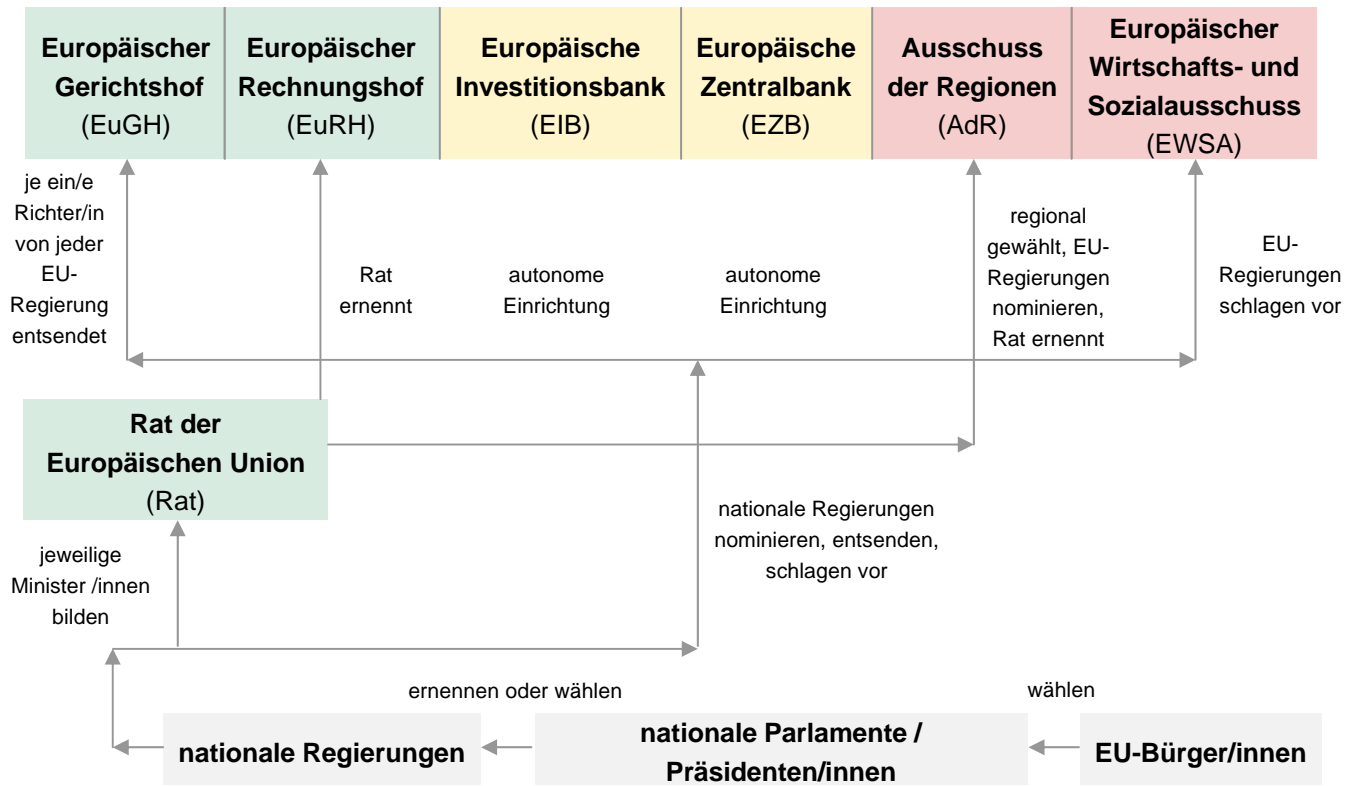 Europäischer
Gerichtshof
(EuGH)
Europäischer
Rechnungshof
(EuRH)
Europäische
Investitionsbank
(EIB)
Europäische
Zentralbank
(EZB)
Ausschuss
der Regionen
(AdR)
Europäischer
Wirtschafts- und
Sozialausschuss
(EWSA)
je ein/e
Richter/in
von jeder
EU-
Regierung
entsendet
Rat
ernennt
autonome
Einrichtung
autonome
Einrichtung
regional
gewählt, EU-
Regierungen
nominieren,
Rat ernennt
EU-
Regierungen
schlagen vor
Rat der
Europäischen Union
(Rat)
jeweilige
Minister /innen
bilden
nationale Regierungen
nominieren, entsenden,
schlagen vor
ernennen oder wählen
wählen
nationale Regierungen
nationale Parlamente /
Präsidenten/innen
EU-Bürger/innen